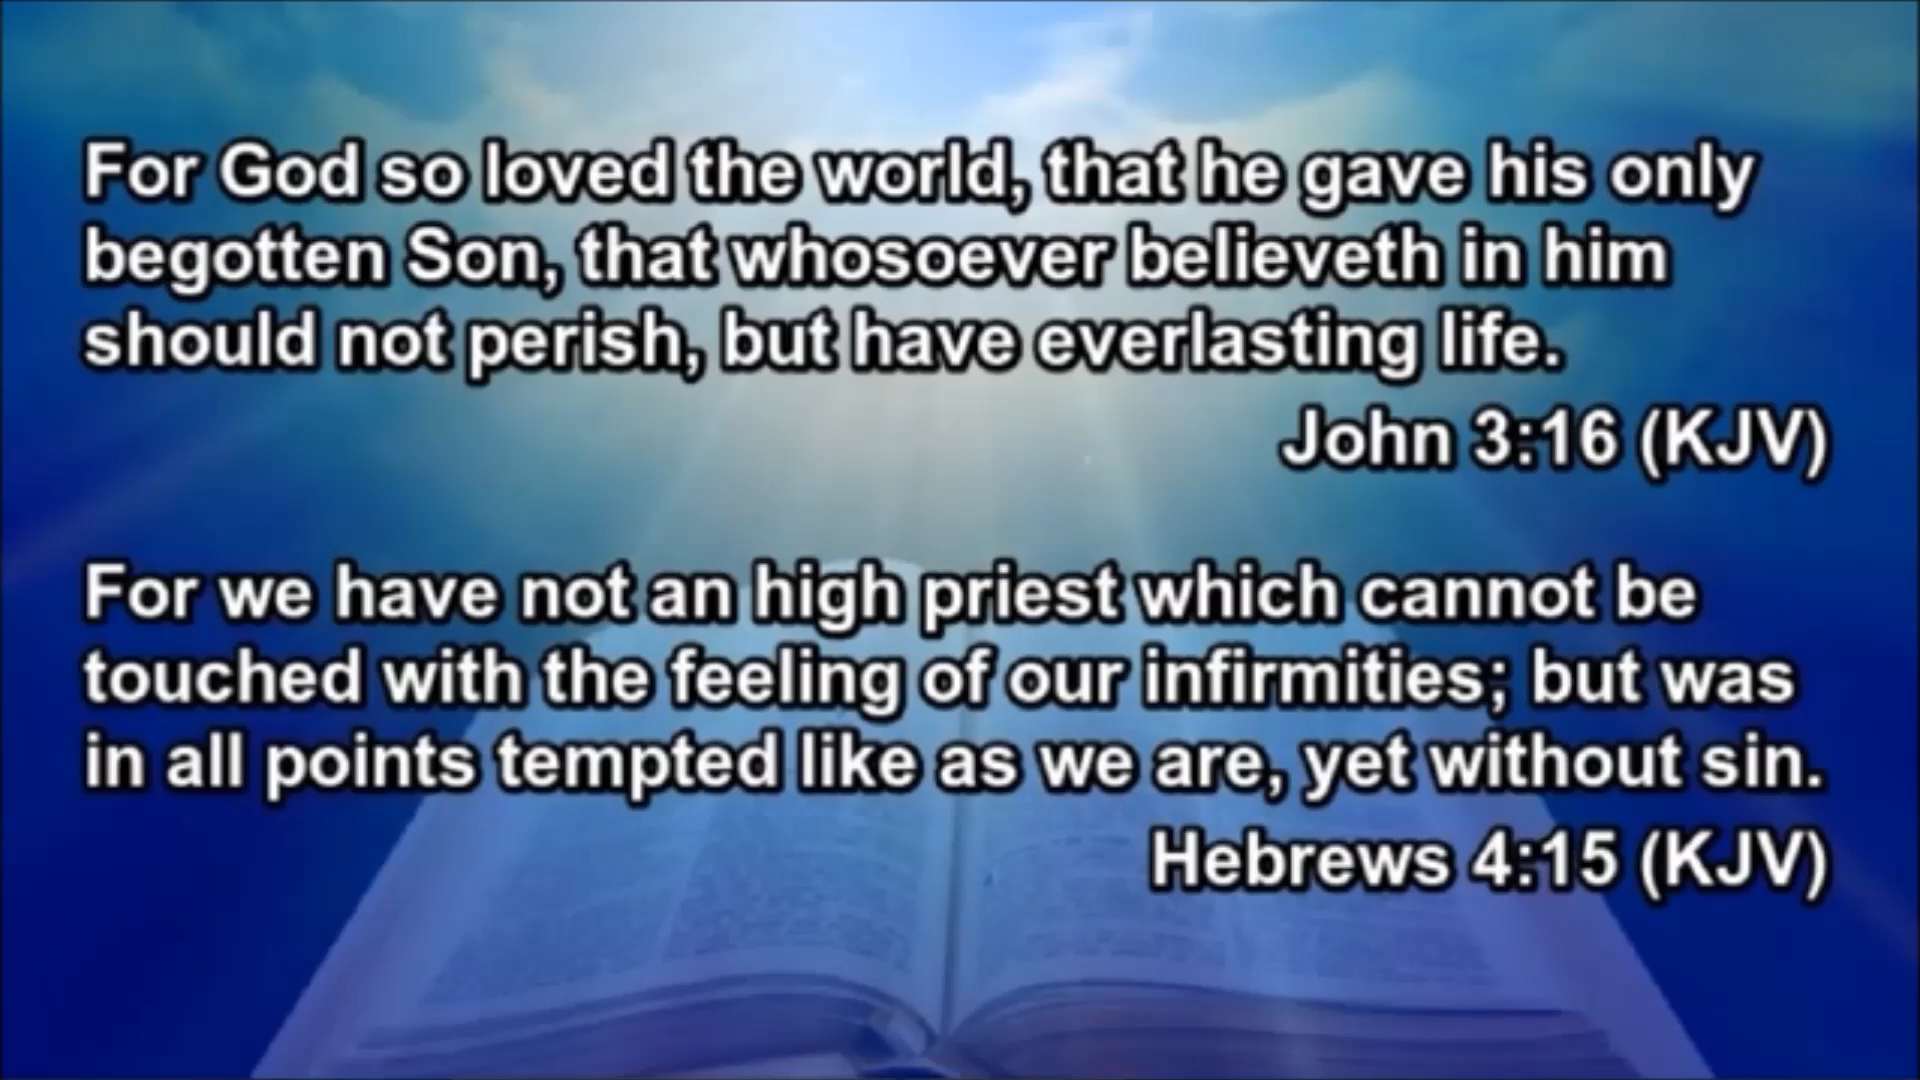 For God so loved the world, that he gave his only
begotten Son, that whosoever believeth in him
should not perish, but have everlasting life.
John 3:16 (KJV)
For we have not an high priest which cannot be
touched with the feeling of our infirmities; but was
in all points tempted like as we are, yet without sin.
Hebrews 4:15 (KJV)